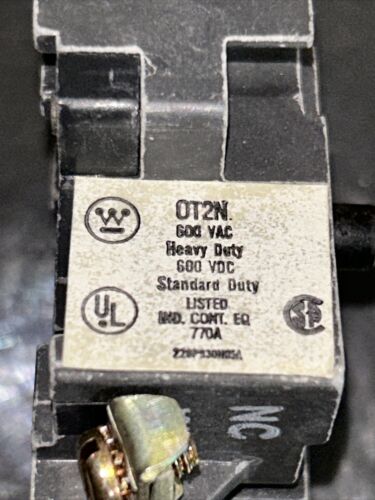 OT2N.
600 VAC
Heavy Duty
600 VDC
Standard Duty
LISTED
IND. CONT. EQ
770A
UL
NC